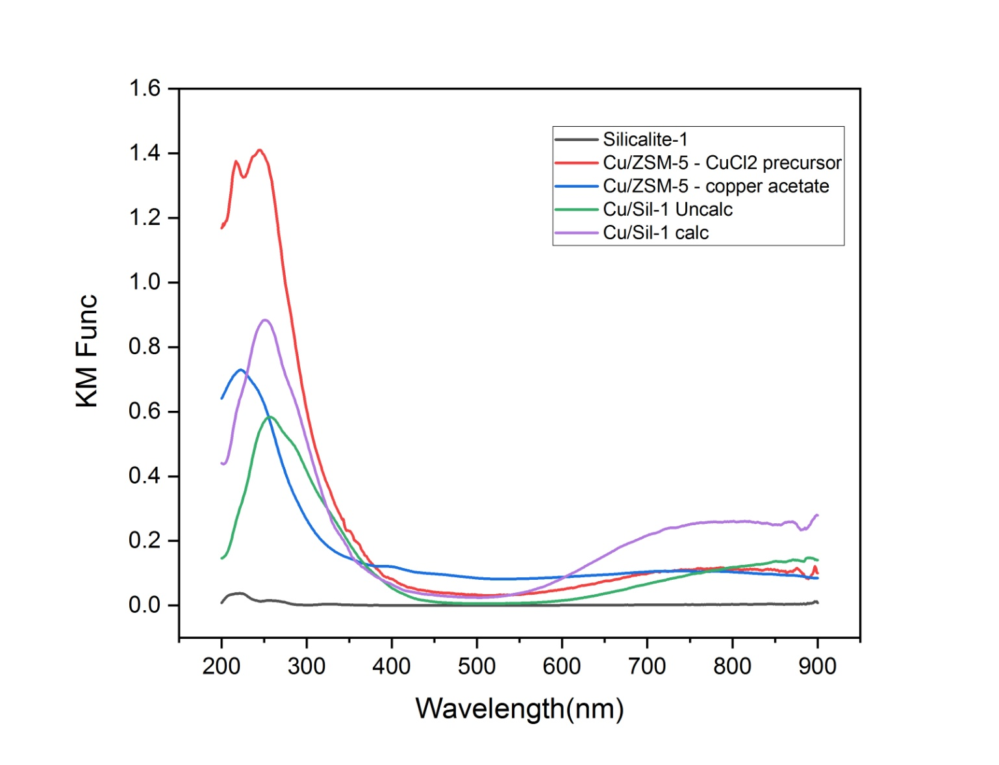 1.6
1.4
1.2
1.0
0.8
0.6
0.4
0.2
0.0
KM Func
Silicalite-1
Cu/ZSM-5 - CuCl2 precursor
Cu/ZSM-5 - copper acetate
Cu/Sil-1 Uncalc
Cu/Sil-1 calc
200 300 400 500 600 700 800 900
Wavelength(nm)